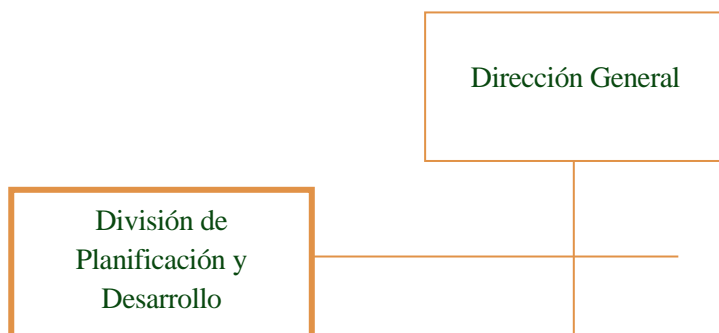 Dirección General
División de
Planificación y
Desarrollo